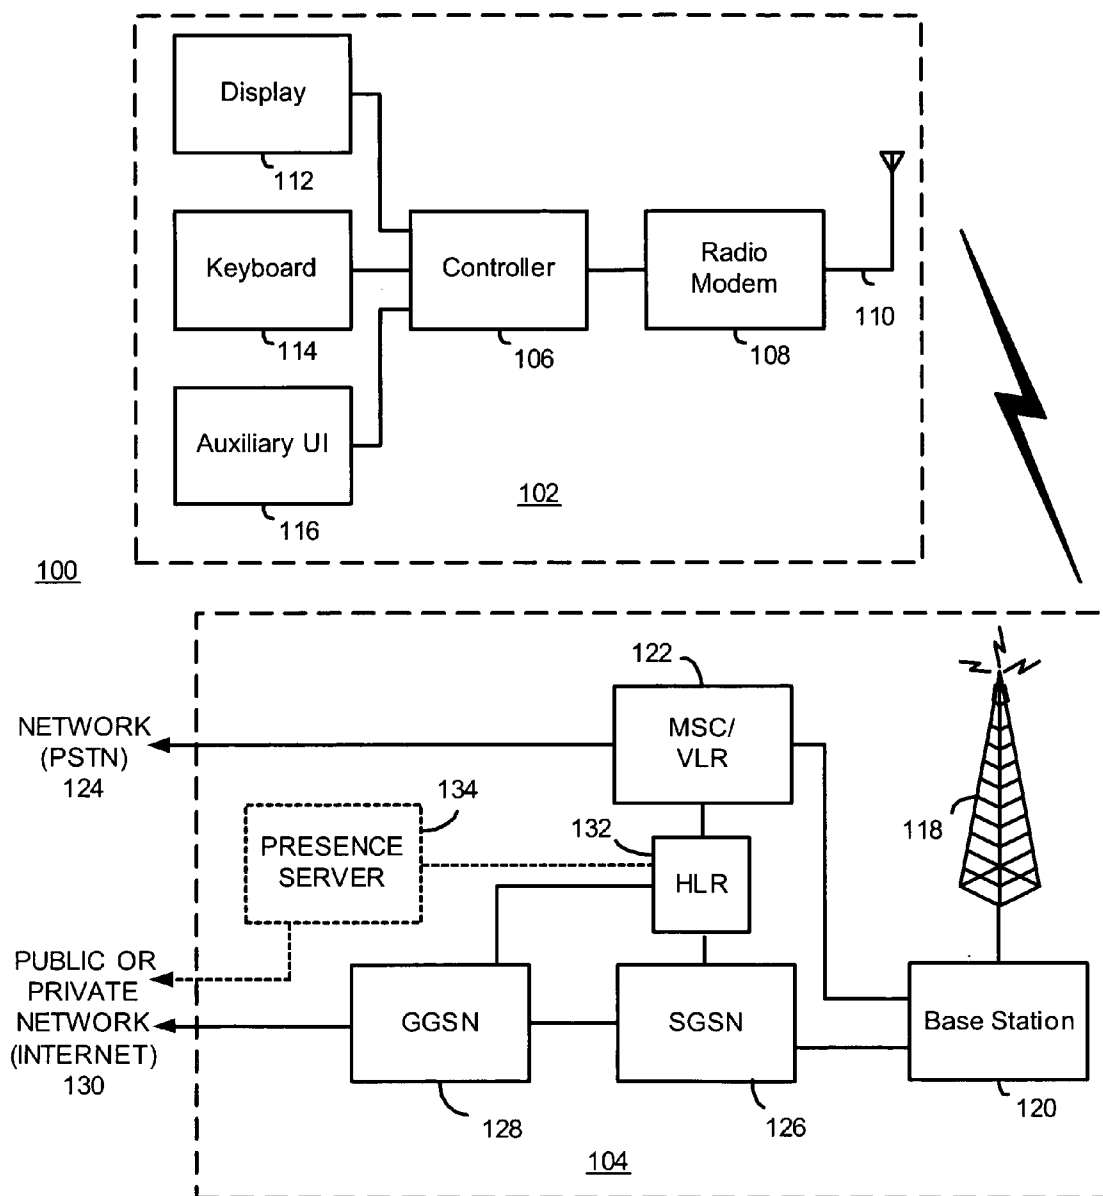 Display
112
Keyboard
114
Controller
106
Radio
Modem
108
110
Auxiliary UI
116
102
100
122
MSC/
VLR
NETWORK
(PSTN)
124
134
PRESENCE
SERVER
132
HLR
118
PUBLIC OR
PRIVATE
NETWORK
(INTERNET)
130
GGSN
128
SGSN
126
Base Station
120
104